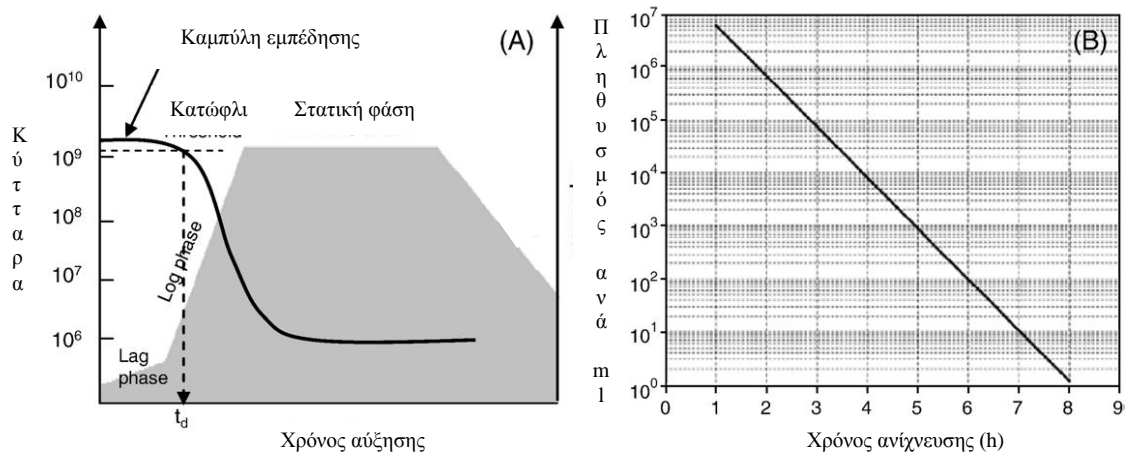 Καμπύλη εμπέδησης
(A)
Κύτταρα
10^10
10^9
10^8
10^7
10^6
Κατώφλι
Threshold
Στατική φάση
Log phase
Lag phase
t_d
Χρόνος αύξησης
(B)
Πληθυσμός ανά ml
10^7
10^6
10^5
10^4
10^3
10^2
10^1
10^0
0 1 2 3 4 5 6 7 8 9
Χρόνος ανίχνευσης (h)